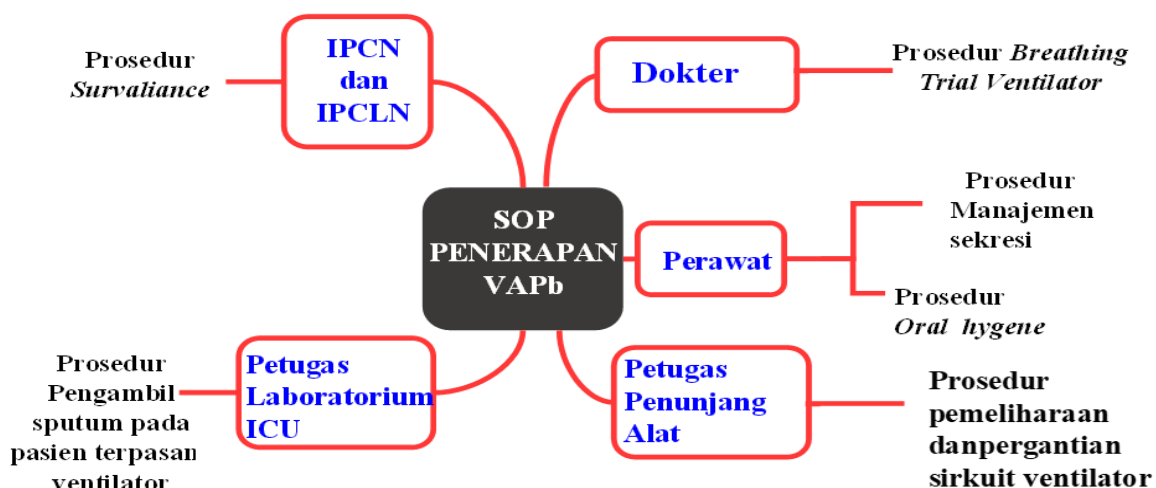 Prosedur
Survaliance
IPCN
dan
IPCLN
Dokter
Prosedur Breathing
Trial Ventilator
SOP
PENERAPAN
VAPb
Perawat
Prosedur
Manajemen
sekresi
Prosedur
Oral hygene
Prosedur
Pengambil
sputum pada
pasien terpasan
ventilator
Petugas
Laboratorium
ICU
Petugas
Penunjang
Alat
Prosedur
pemeliharaan
danpergantian
sirkuit ventilator